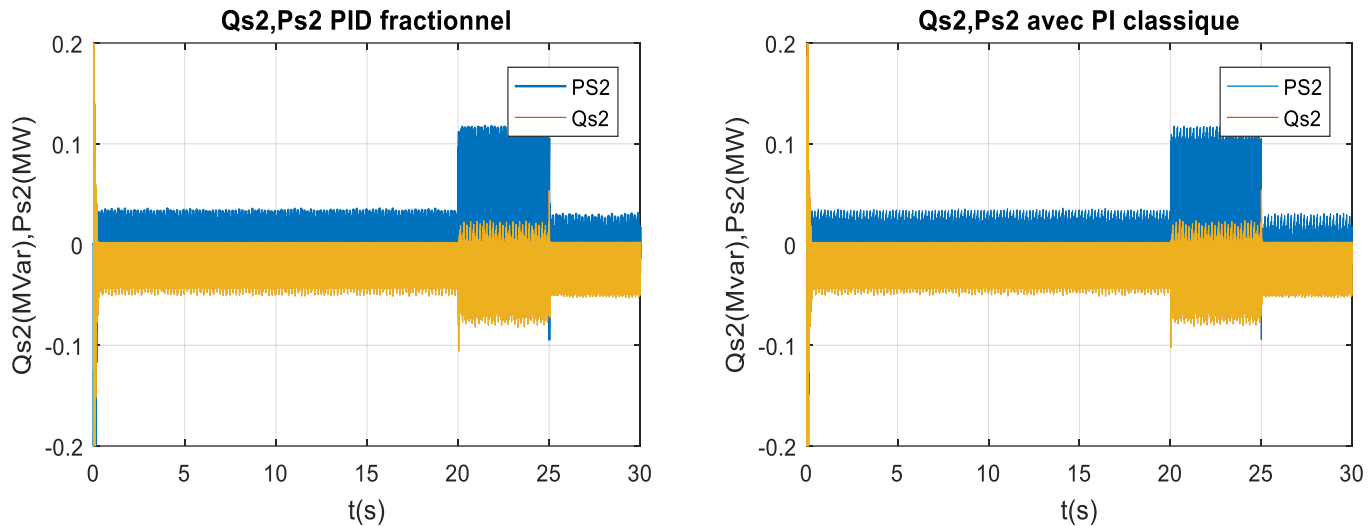 Qs2,Ps2 PID fractionnel
Qs2(MVar),Ps2(MW)
0.2
0.1
0
-0.1
-0.2
PS2
Qs2
0 5 10 15 20 25 30
t(s)
Qs2,Ps2 avec PI classique
Qs2(Mvar),Ps2(MW)
0.2
0.1
0
-0.1
-0.2
PS2
Qs2
0 5 10 15 20 25 30
t(s)